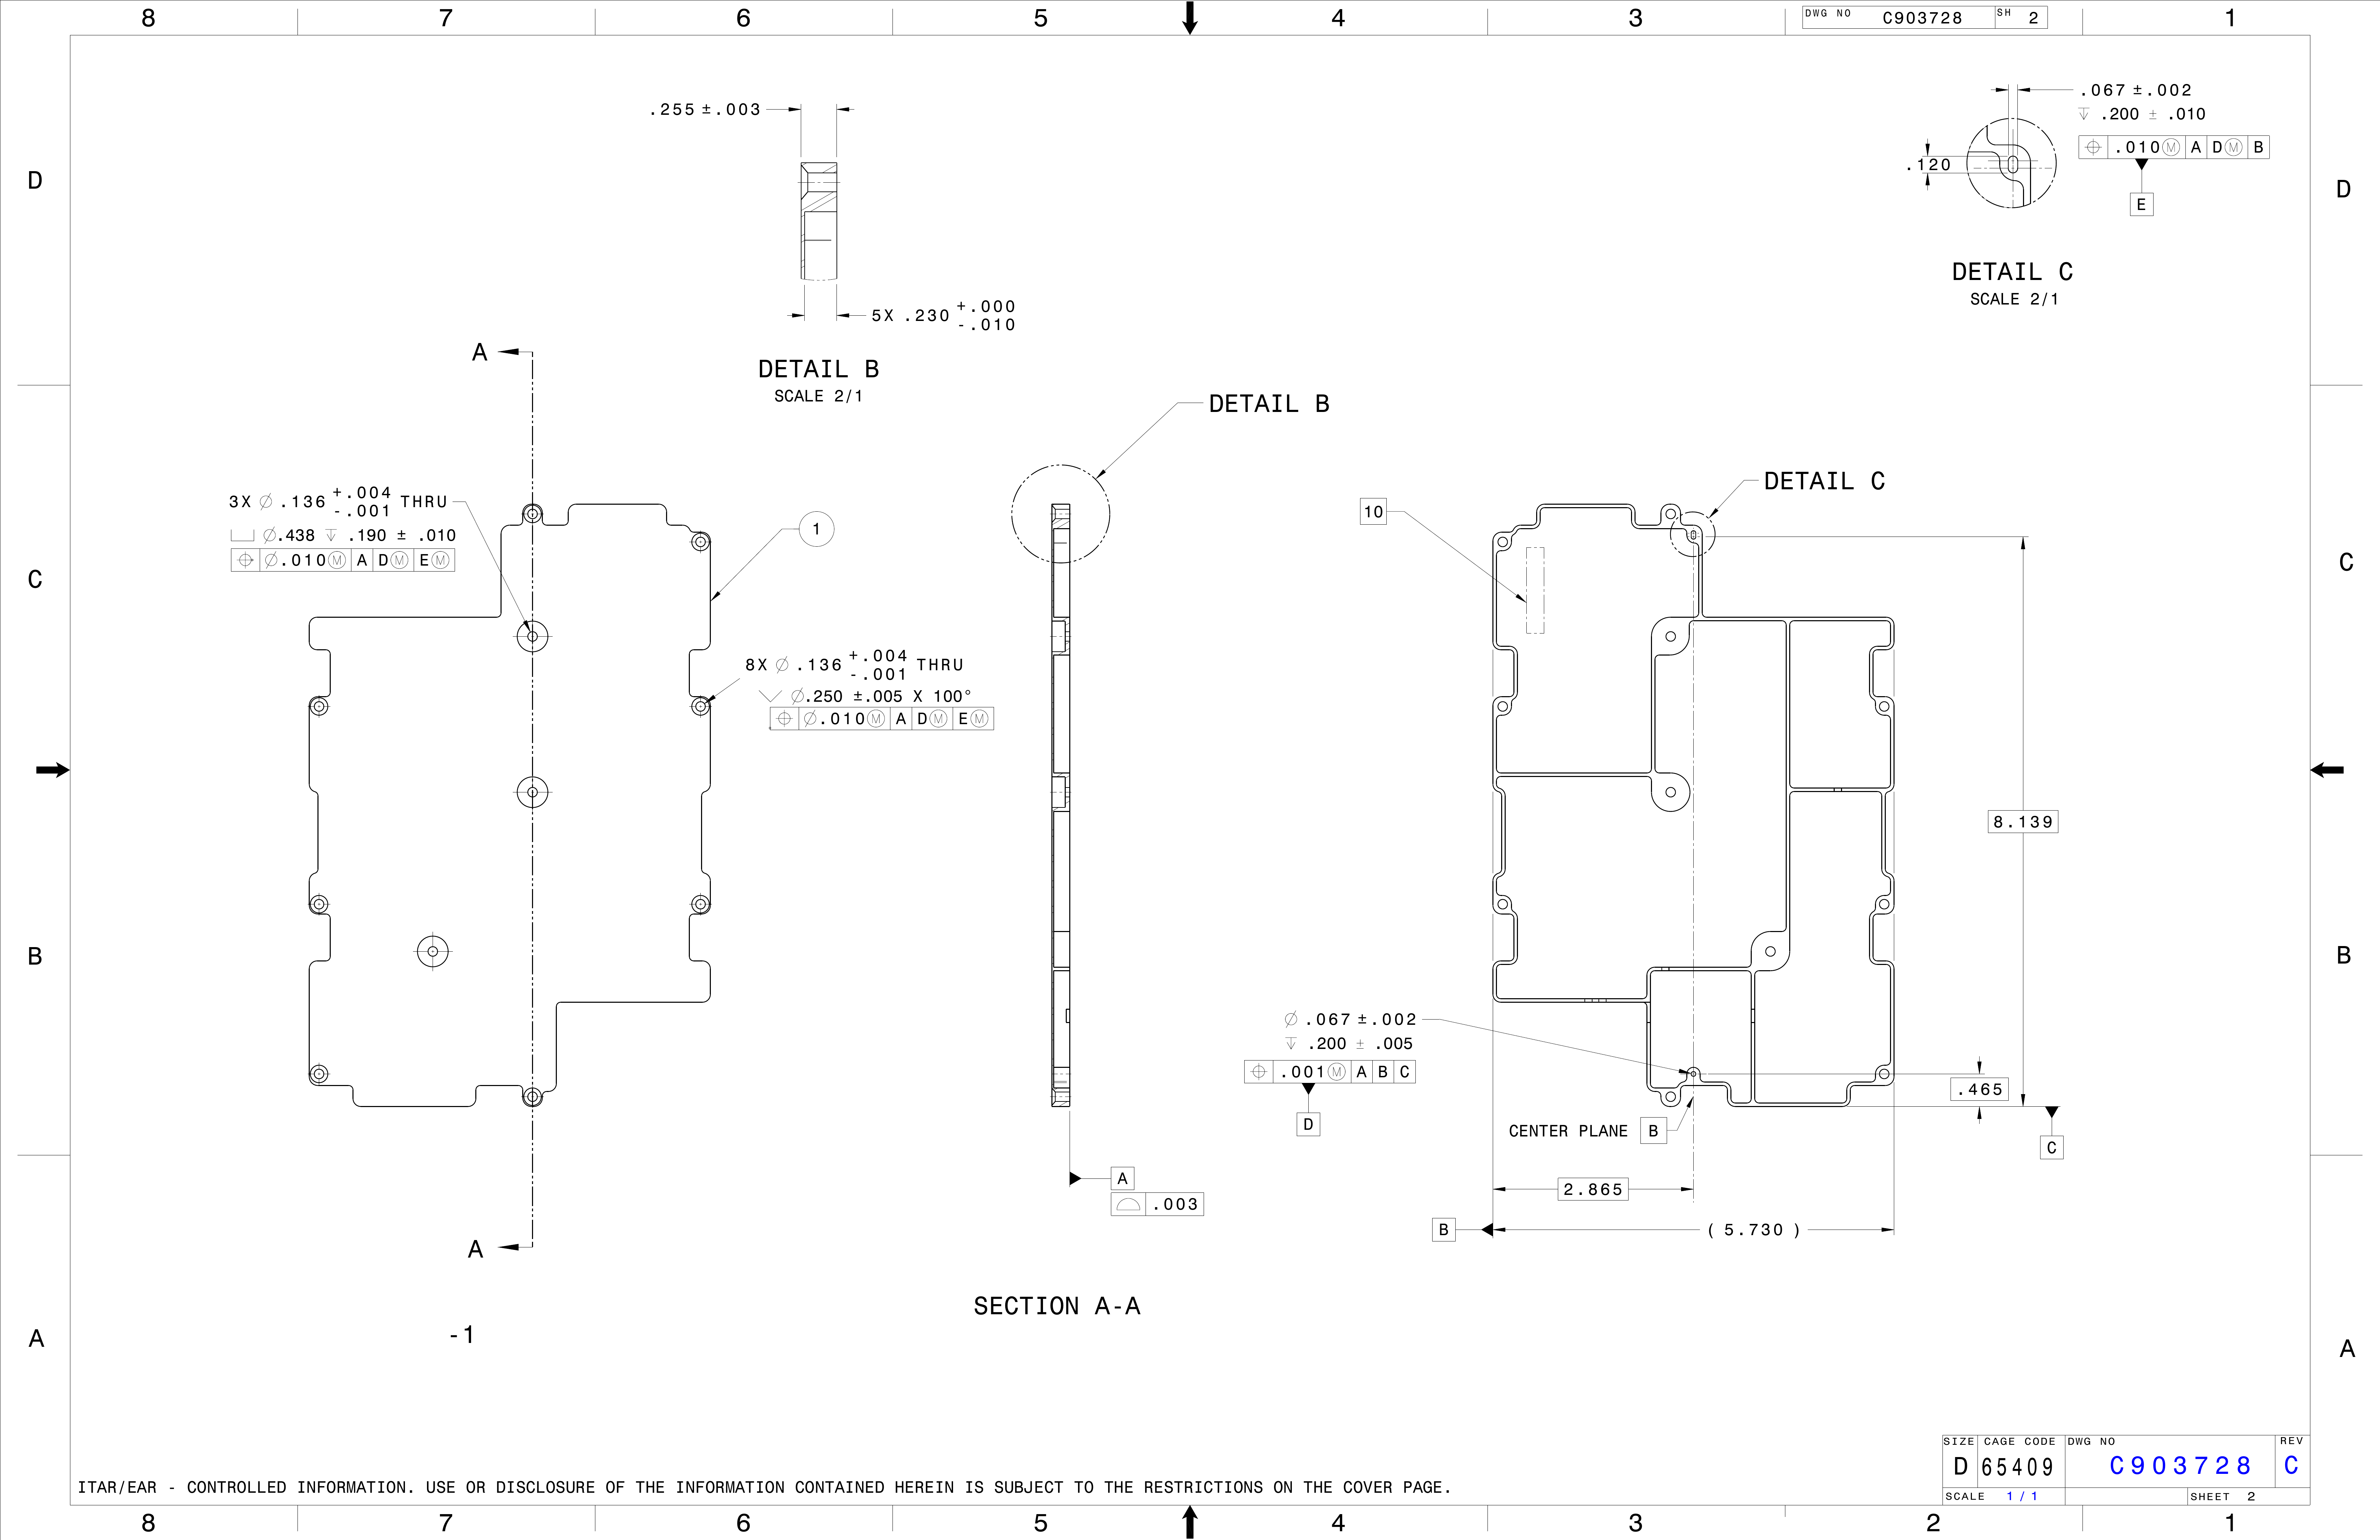 8 7 6 5 4 3 1
DWG NO C903728 SH 2
.255 ±.003
.067 ±.002
↧ .200 ± .010
⌖ .010Ⓜ A DⓂ B
.120
E
D D
DETAIL C
SCALE 2/1
5X .230 +.000 -.010
A
DETAIL B
SCALE 2/1
DETAIL B
DETAIL C
3X ∅ .136 +.004 -.001 THRU
⌴ ∅.438 ↧ .190 ± .010
⌖ ∅.010Ⓜ A DⓂ EⓂ
1
10
C C
8X ∅ .136 +.004 -.001 THRU
⌵ ∅.250 ±.005 X 100°
⌖ ∅.010Ⓜ A DⓂ EⓂ
8.139
B B
∅ .067 ±.002
↧ .200 ± .005
⌖ .001Ⓜ A B C
D
.465
CENTER PLANE B
C
A
⌓ .003
2.865
B ( 5.730 )
A
SECTION A-A
-1
A A
SIZE CAGE CODE DWG NO REV
D 65409 C903728 C
SCALE 1 / 1 SHEET 2
ITAR/EAR - CONTROLLED INFORMATION. USE OR DISCLOSURE OF THE INFORMATION CONTAINED HEREIN IS SUBJECT TO THE RESTRICTIONS ON THE COVER PAGE.
8 7 6 5 4 3 2 1